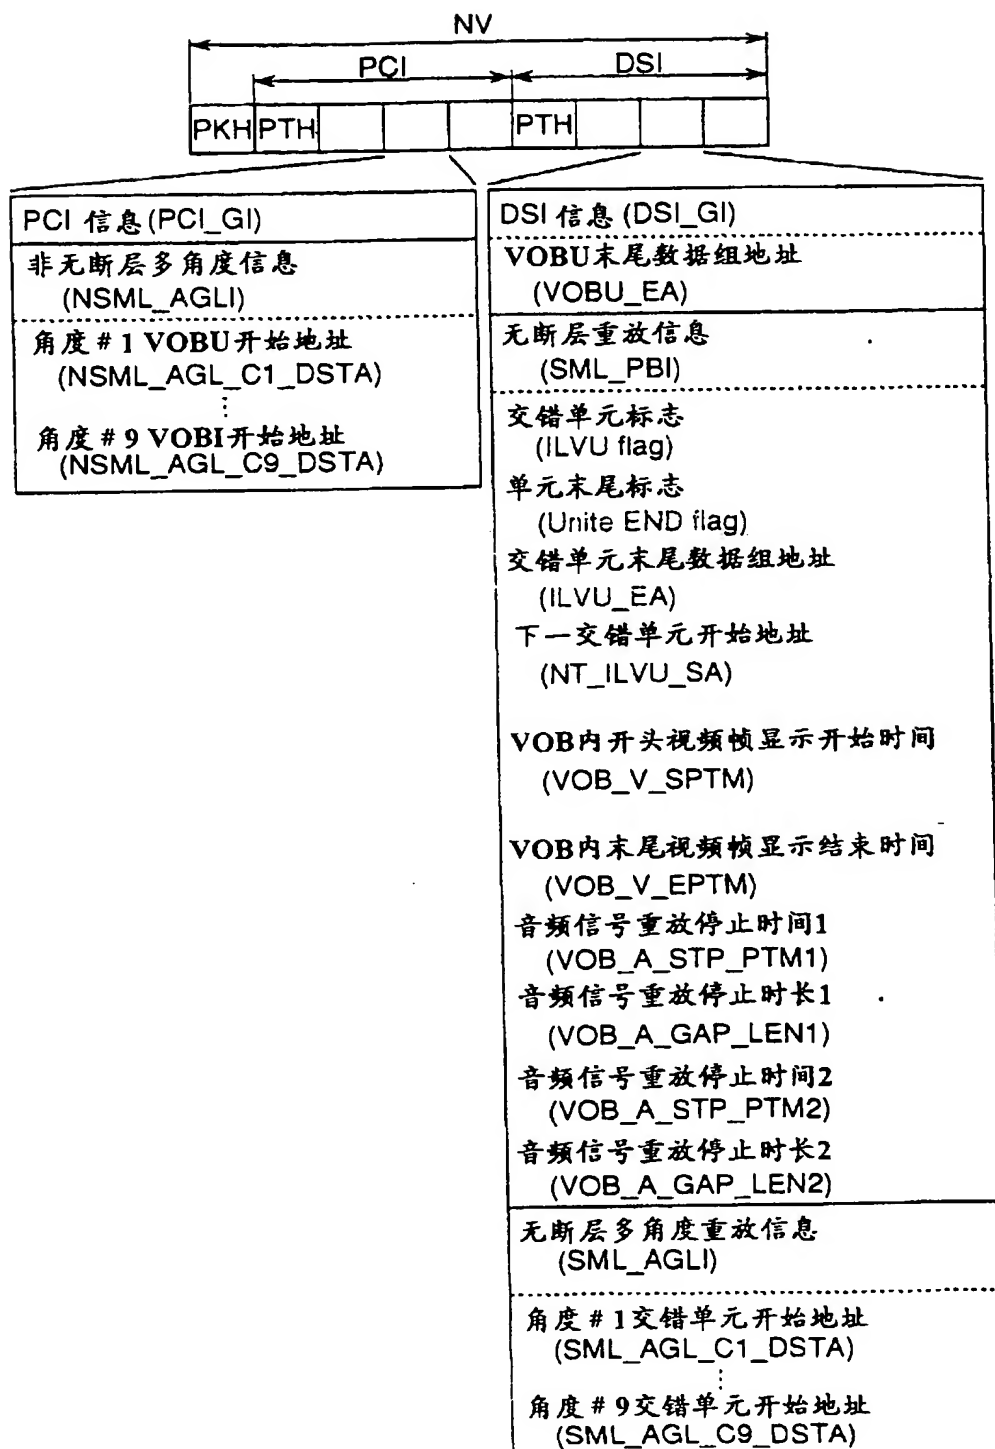 NV
PCI DSI
PKH PTH PTH
PCI 信息(PCI_GI)
非无断层多角度信息
(NSML_AGLI)
角度#1 VOBU开始地址
(NSML_AGL_C1_DSTA)
角度#9 VOBI开始地址
(NSML_AGL_C9_DSTA)
DSI 信息(DSI_GI)
VOBU末尾数据组地址
(VOBU_EA)
无断层重放信息
(SML_PBI)
交错单元标志
(ILVU flag)
单元末尾标志
(Unite END flag)
交错单元末尾数据组地址
(ILVU_EA)
下一交错单元开始地址
(NT_ILVU_SA)
VOB内开头视频帧显示开始时间
(VOB_V_SPTM)
VOB内末尾视频帧显示结束时间
(VOB_V_EPTM)
音频信号重放停止时间1
(VOB_A_STP_PTM1)
音频信号重放停止时长1
(VOB_A_GAP_LEN1)
音频信号重放停止时间2
(VOB_A_STP_PTM2)
音频信号重放停止时长2
(VOB_A_GAP_LEN2)
无断层多角度重放信息
(SML_AGLI)
角度#1交错单元开始地址
(SML_AGL_C1_DSTA)
角度#9交错单元开始地址
(SML_AGL_C9_DSTA)